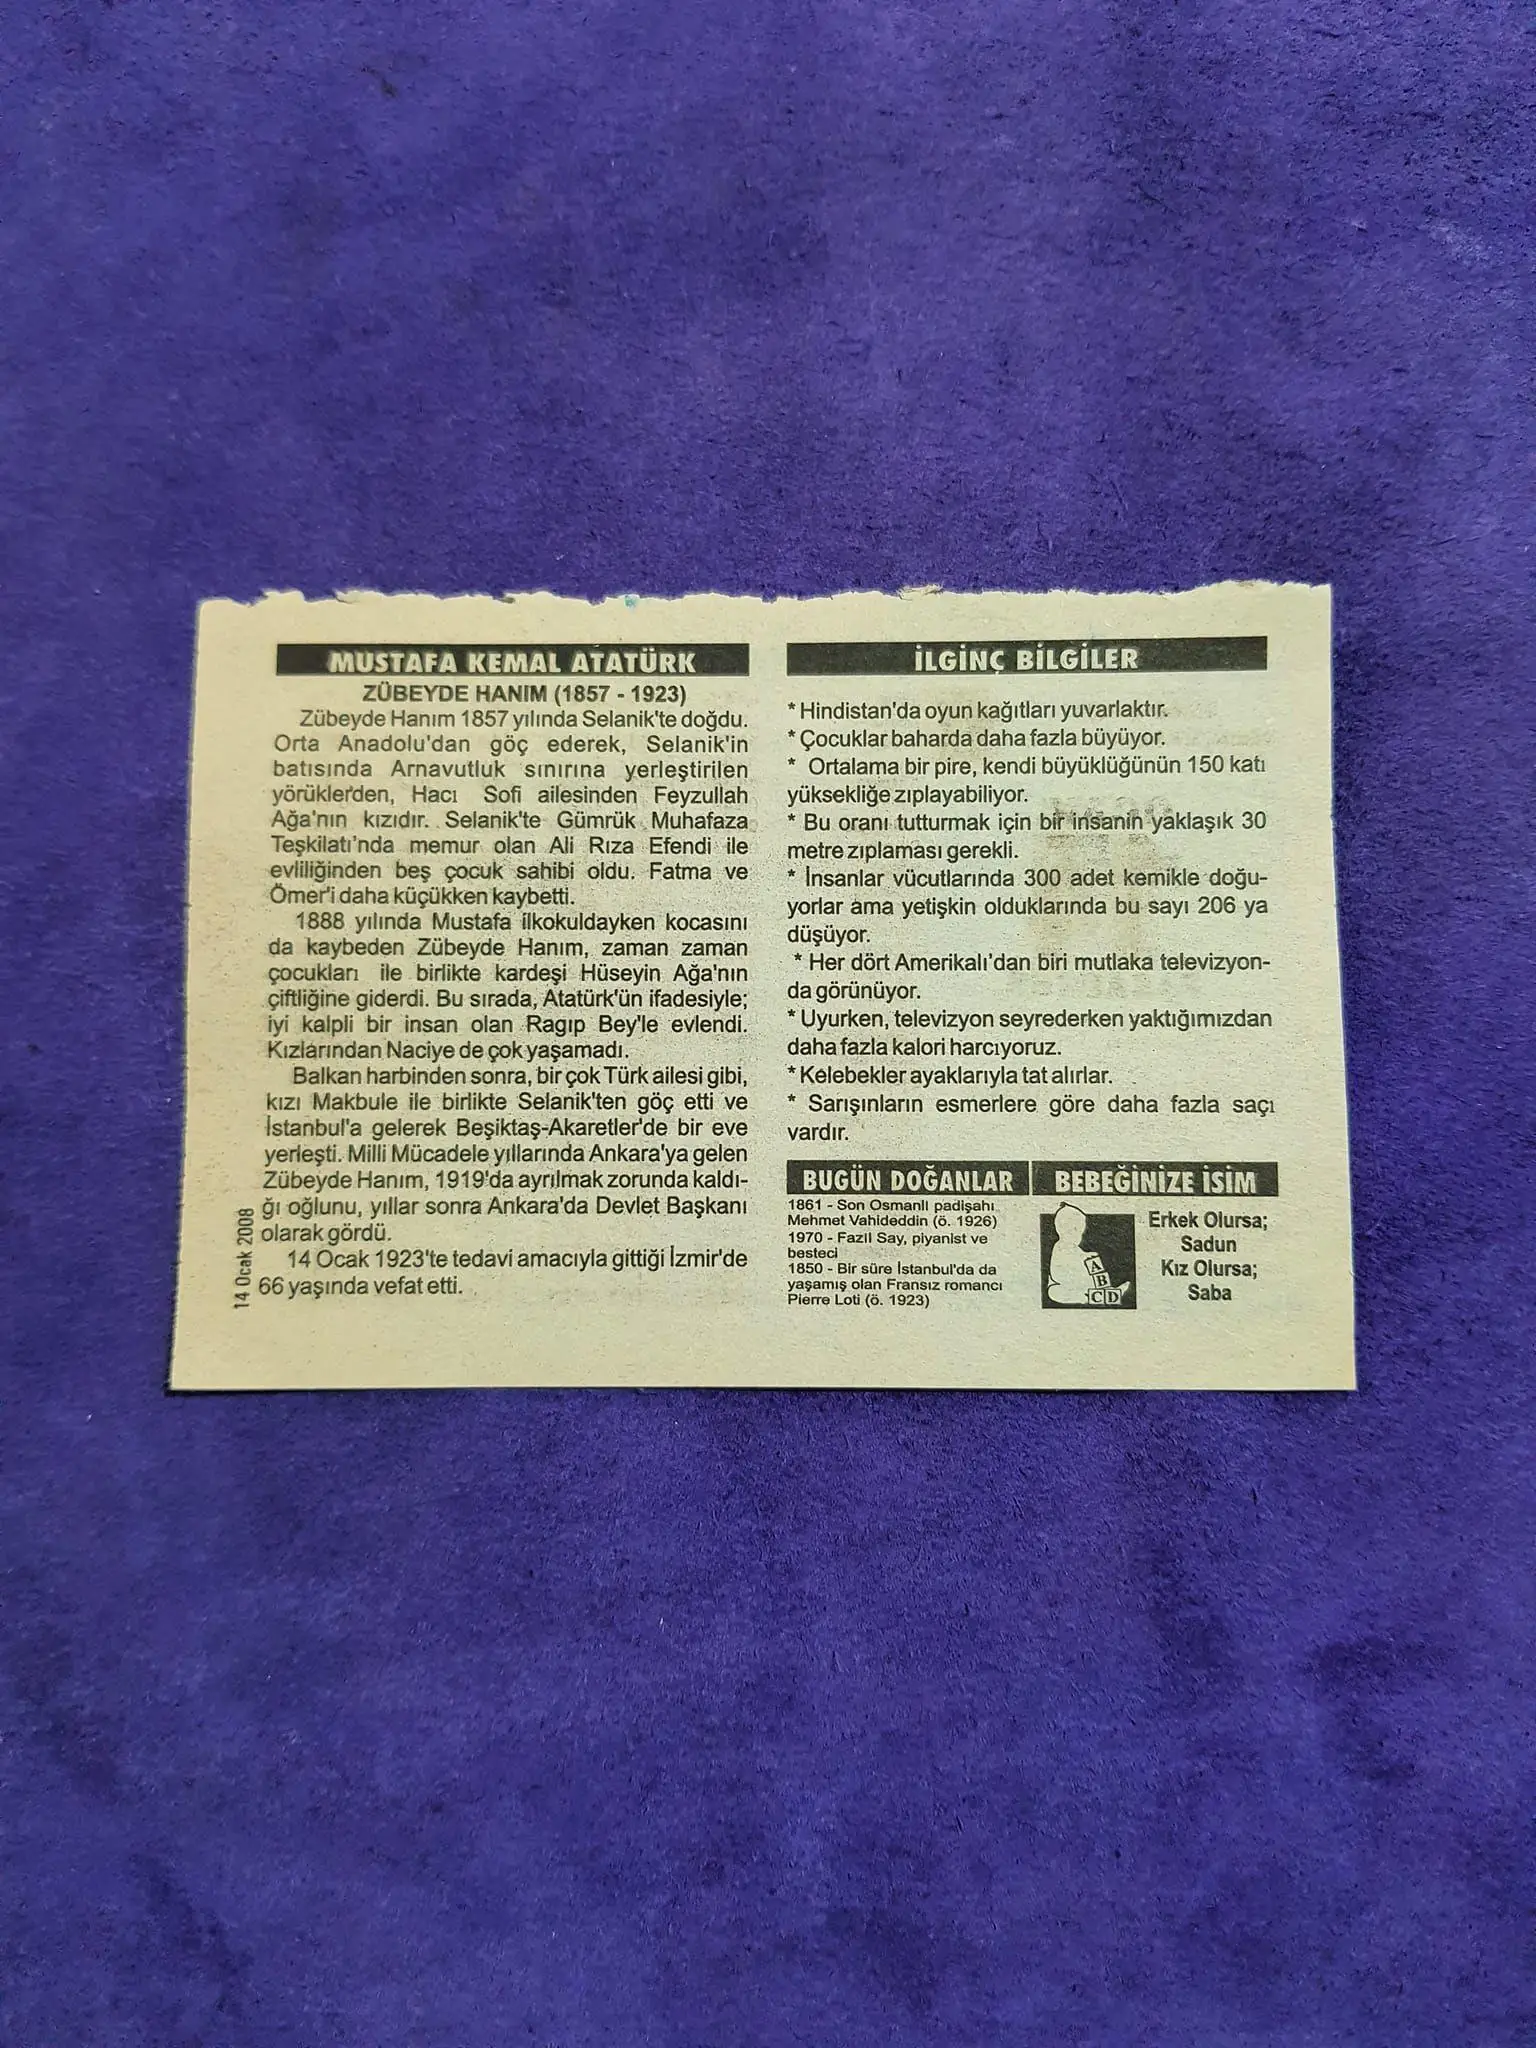 MUSTAFA KEMAL ATATÜRK
ZÜBEYDE HANIM (1857 - 1923)
Zübeyde Hanım 1857 yılında Selanik'te doğdu.
Orta Anadolu'dan göç ederek, Selanik'in
batısında Arnavutluk sınırına yerleştirilen
yörüklerden, Hacı Sofi ailesinden Feyzullah
Ağa'nın kızıdır. Selanik'te Gümrük Muhafaza
Teşkilatı'nda memur olan Ali Rıza Efendi ile
evliliğinden beş çocuk sahibi oldu. Fatma ve
Ömer'i daha küçükken kaybetti.
1888 yılında Mustafa ilkokuldayken kocasını
da kaybeden Zübeyde Hanım, zaman zaman
çocukları ile birlikte kardeşi Hüseyin Ağa'nın
çiftliğine giderdi. Bu sırada, Atatürk'ün ifadesiyle;
iyi kalpli bir insan olan Ragıp Bey'le evlendi.
Kızlarından Naciye de çok yaşamadı.
Balkan harbinden sonra, bir çok Türk ailesi gibi,
kızı Makbule ile birlikte Selanik'ten göç etti ve
İstanbul'a gelerek Beşiktaş-Akaretler'de bir eve
yerleşti. Milli Mücadele yıllarında Ankara'ya gelen
Zübeyde Hanım, 1919'da ayrılmak zorunda kaldı-
ğı oğlunu, yıllar sonra Ankara'da Devlet Başkanı
olarak gördü.
14 Ocak 1923'te tedavi amacıyla gittiği İzmir'de
66 yaşında vefat etti.
14 Ocak 2008
İLGİNÇ BİLGİLER
* Hindistan'da oyun kağıtları yuvarlaktır.
* Çocuklar baharda daha fazla büyüyor.
* Ortalama bir pire, kendi büyüklüğünün 150 katı
yüksekliğe zıplayabiliyor.
* Bu oranı tutturmak için bir insanin yaklaşık 30
metre zıplaması gerekli.
* İnsanlar vücutlarında 300 adet kemikle doğu-
yorlar ama yetişkin olduklarında bu sayı 206 ya
düşüyor.
* Her dört Amerikalı'dan biri mutlaka televizyon-
da görünüyor.
* Uyurken, televizyon seyrederken yaktığımızdan
daha fazla kalori harcıyoruz.
* Kelebekler ayaklarıyla tat alırlar.
* Sarışınların esmerlere göre daha fazla saçı
vardır.
BUGÜN DOĞANLAR
1861 - Son Osmanlı padişahı
Mehmet Vahideddin (ö. 1926)
1970 - Fazıl Say, piyanist ve
besteci
1850 - Bir süre İstanbul'da da
yaşamış olan Fransız romancı
Pierre Loti (ö. 1923)
BEBEĞİNİZE İSİM
A
B
C D
Erkek Olursa;
Sadun
Kız Olursa;
Saba